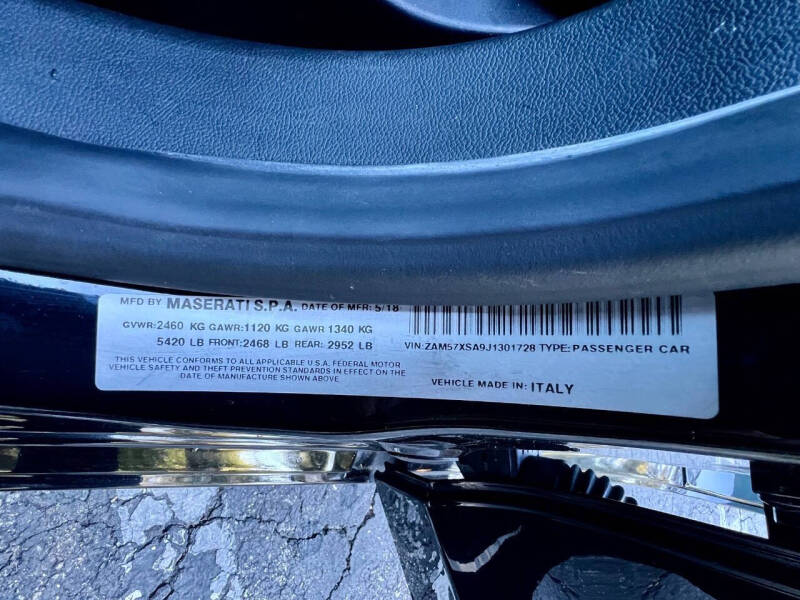 MFD BY MASERATI S.P.A. DATE OF MFR: 5/18
GVWR:2460 KG GAWR:1120 KG GAWR 1340 KG
5420 LB FRONT:2468 LB REAR: 2952 LB
THIS VEHICLE CONFORMS TO ALL APPLICABLE U.S.A. FEDERAL MOTOR
VEHICLE SAFETY AND THEFT PREVENTION STANDARDS IN EFFECT ON THE
DATE OF MANUFACTURE SHOWN ABOVE
VIN:ZAM57XSA9J1301728 TYPE:PASSENGER CAR
VEHICLE MADE IN: ITALY